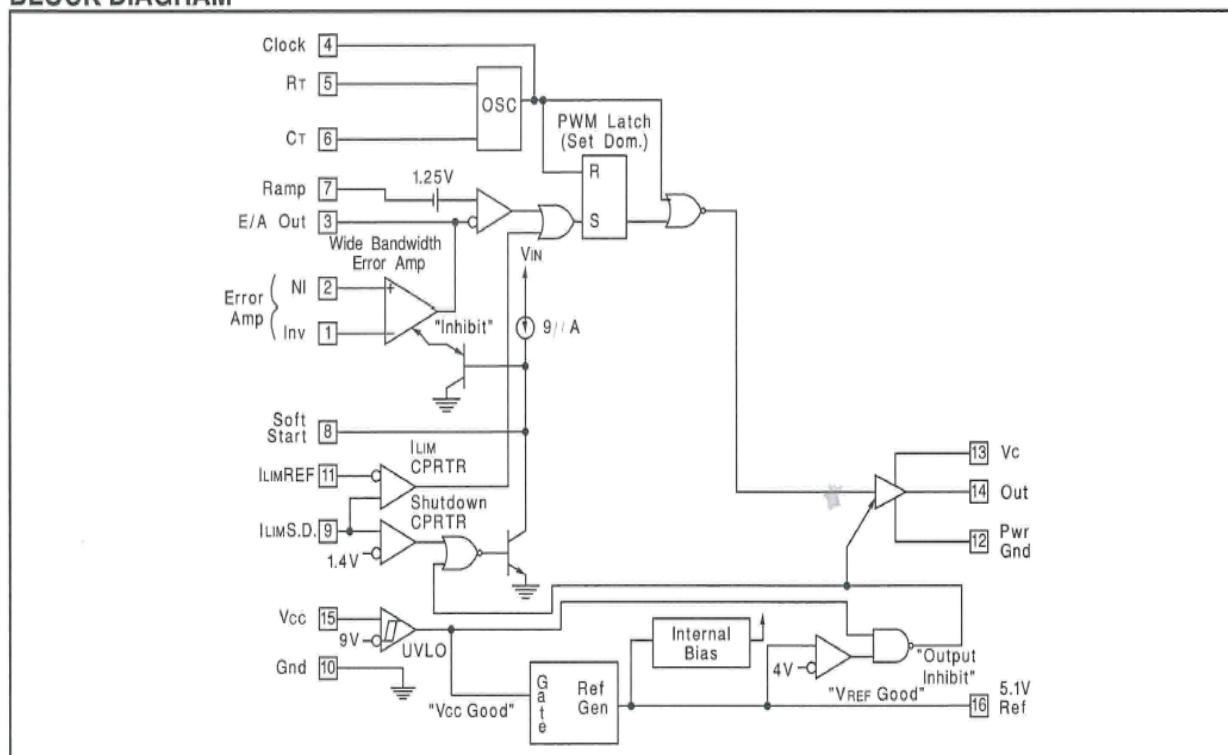 BLOCK DIAGRAM
Clock 4
RT 5
OSC
CT 6
PWM Latch
(Set Dom.)
R
S
Ramp 7
1.25V
E/A Out 3
Wide Bandwidth
Error Amp
VIN
Error
Amp
NI 2
+
Inv 1
−
"Inhibit"
9//A
Soft
Start 8
ILIM
CPRTR
ILIMREF 11
Shutdown
CPRTR
ILIMS.D. 9
1.4V
13 Vc
14 Out
12 Pwr
Gnd
Vcc 15
9V
UVLO
Gnd 10
"Vcc Good"
Gate
Ref
Gen
Internal
Bias
4V
"VREF Good"
"Output
Inhibit"
16 5.1V
Ref